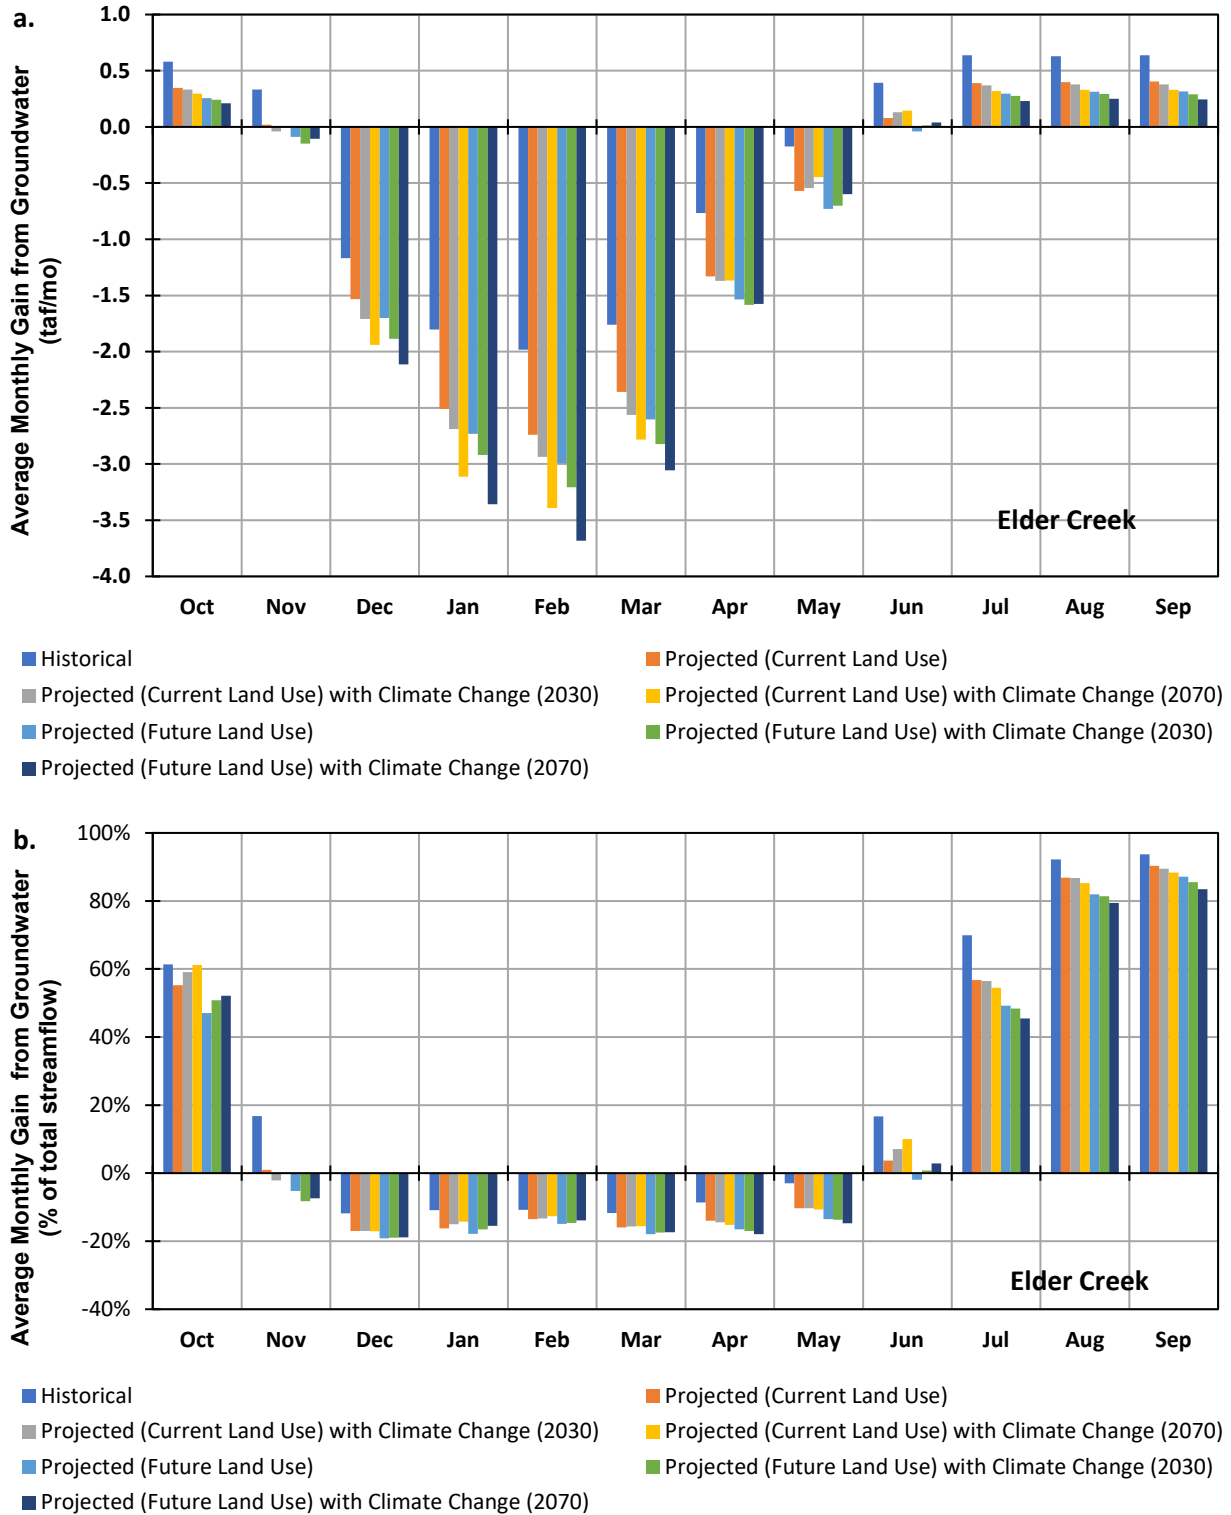 a.
Average Monthly Gain from Groundwater
(taf/mo)
1.0
0.5
0.0
-0.5
-1.0
-1.5
-2.0
-2.5
-3.0
-3.5
-4.0
Elder Creek
Oct Nov Dec Jan Feb Mar Apr May Jun Jul Aug Sep
Historical
Projected (Current Land Use)
Projected (Current Land Use) with Climate Change (2030)
Projected (Current Land Use) with Climate Change (2070)
Projected (Future Land Use)
Projected (Future Land Use) with Climate Change (2030)
Projected (Future Land Use) with Climate Change (2070)
b.
Average Monthly Gain from Groundwater
(% of total streamflow)
100%
80%
60%
40%
20%
0%
-20%
-40%
Elder Creek
Oct Nov Dec Jan Feb Mar Apr May Jun Jul Aug Sep
Historical
Projected (Current Land Use)
Projected (Current Land Use) with Climate Change (2030)
Projected (Current Land Use) with Climate Change (2070)
Projected (Future Land Use)
Projected (Future Land Use) with Climate Change (2030)
Projected (Future Land Use) with Climate Change (2070)